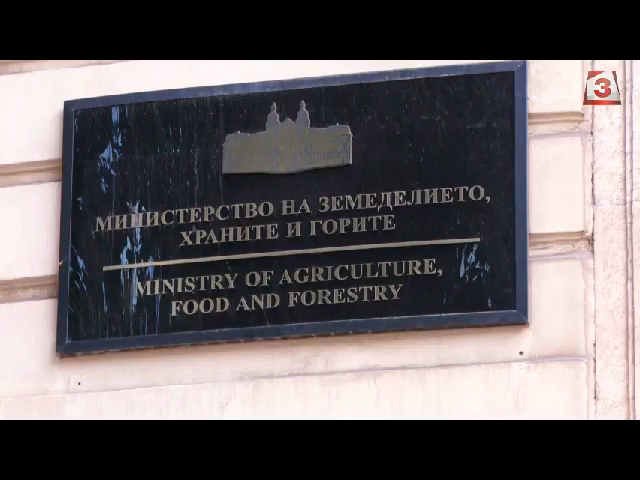 3
МИНИСТЕРСТВО НА ЗЕМЕДЕЛИЕТО,
ХРАНИТЕ И ГОРИТЕ
MINISTRY OF AGRICULTURE,
FOOD AND FORESTRY